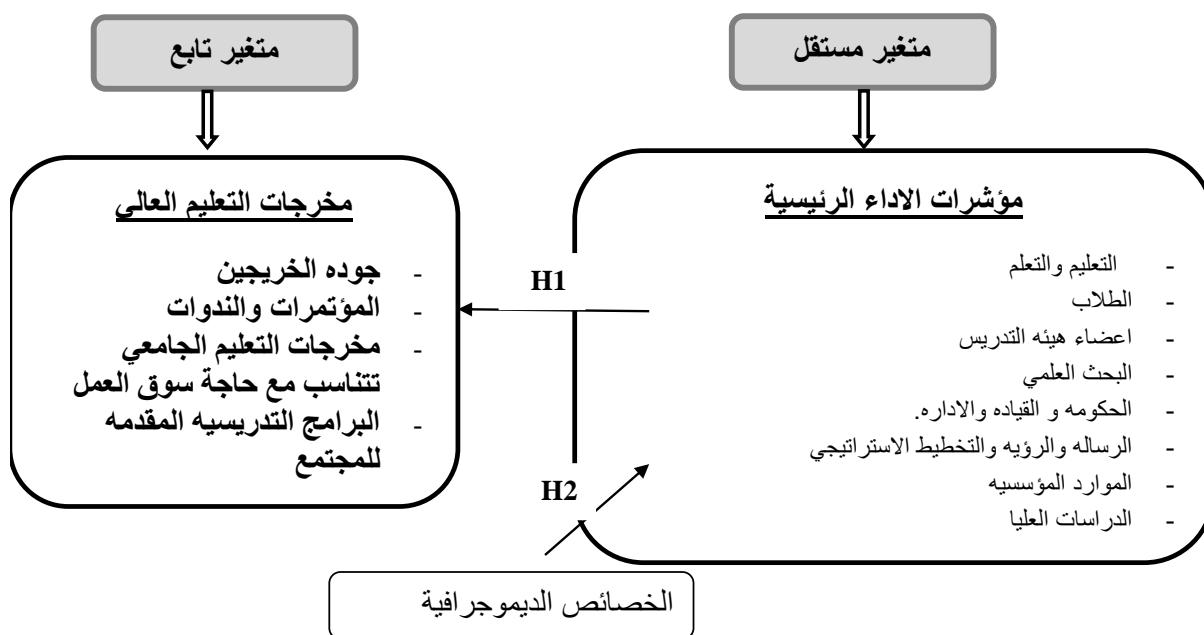 متغير مستقل
متغير تابع
مؤشرات الاداء الرئيسية
- التعليم والتعلم
- الطلاب
- اعضاء هيئه التدريس
- البحث العلمي
- الحكومه و القياده والاداره.
- الرساله والرؤيه والتخطيط الاستراتيجي
- الموارد المؤسسيه
- الدراسات العليا
H1
H2
مخرجات التعليم العالي
- جوده الخريجين
- المؤتمرات والندوات
- مخرجات التعليم الجامعي
تتناسب مع حاجة سوق العمل
- البرامج التدريسيه المقدمه
للمجتمع
الخصائص الديموجرافية